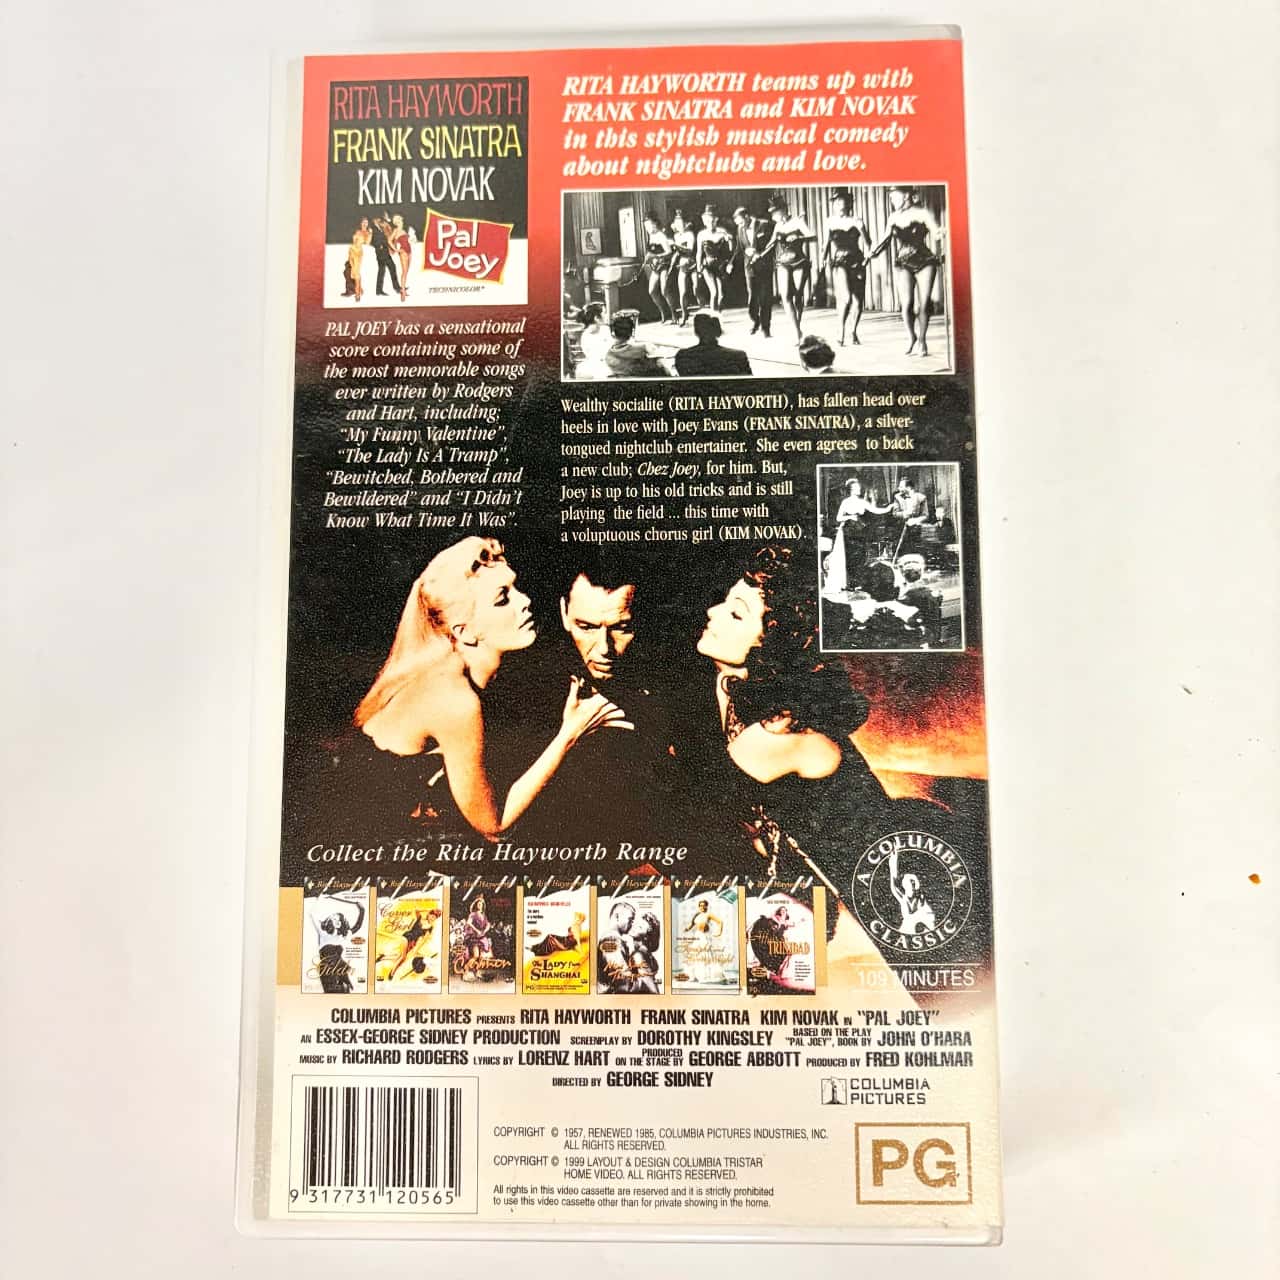 RITA HAYWORTH
FRANK SINATRA
KIM NOVAK
Pal
Joey
TECHNICOLOR®
PAL JOEY has a sensational
score containing some of
the most memorable songs
ever written by Rodgers
and Hart, including;
"My Funny Valentine",
"The Lady Is A Tramp",
"Bewitched, Bothered and
Bewildered" and "I Didn't
Know What Time It Was".
RITA HAYWORTH teams up with
FRANK SINATRA and KIM NOVAK
in this stylish musical comedy
about nightclubs and love.
Wealthy socialite (RITA HAYWORTH), has fallen head over
heels in love with Joey Evans (FRANK SINATRA), a silver-
tongued nightclub entertainer. She even agrees to back
a new club; Chez Joey, for him. But,
Joey is up to his old tricks and is still
playing the field ... this time with
a voluptuous chorus girl (KIM NOVAK).
Collect the Rita Hayworth Range
Gilda
Cover
Girl
Carmen
The LADY from
SHANGHAI
PG
Affair in
TRINIDAD
A COLUMBIA
CLASSIC
109 MINUTES
COLUMBIA PICTURES PRESENTS RITA HAYWORTH FRANK SINATRA KIM NOVAK IN "PAL JOEY"
AN ESSEX-GEORGE SIDNEY PRODUCTION SCREENPLAY BY DOROTHY KINGSLEY BASED ON THE PLAY "PAL JOEY", BOOK BY JOHN O'HARA
MUSIC BY RICHARD RODGERS LYRICS BY LORENZ HART PRODUCED ON THE STAGE BY GEORGE ABBOTT PRODUCED BY FRED KOHLMAR
DIRECTED BY GEORGE SIDNEY
COLUMBIA
PICTURES
COPYRIGHT © 1957, RENEWED 1985, COLUMBIA PICTURES INDUSTRIES, INC.
ALL RIGHTS RESERVED.
COPYRIGHT © 1999 LAYOUT & DESIGN COLUMBIA TRISTAR
HOME VIDEO. ALL RIGHTS RESERVED.
All rights in this video cassette are reserved and it is strictly prohibited
to use this video cassette other than for private showing in the home.
9 317731 120565
PG